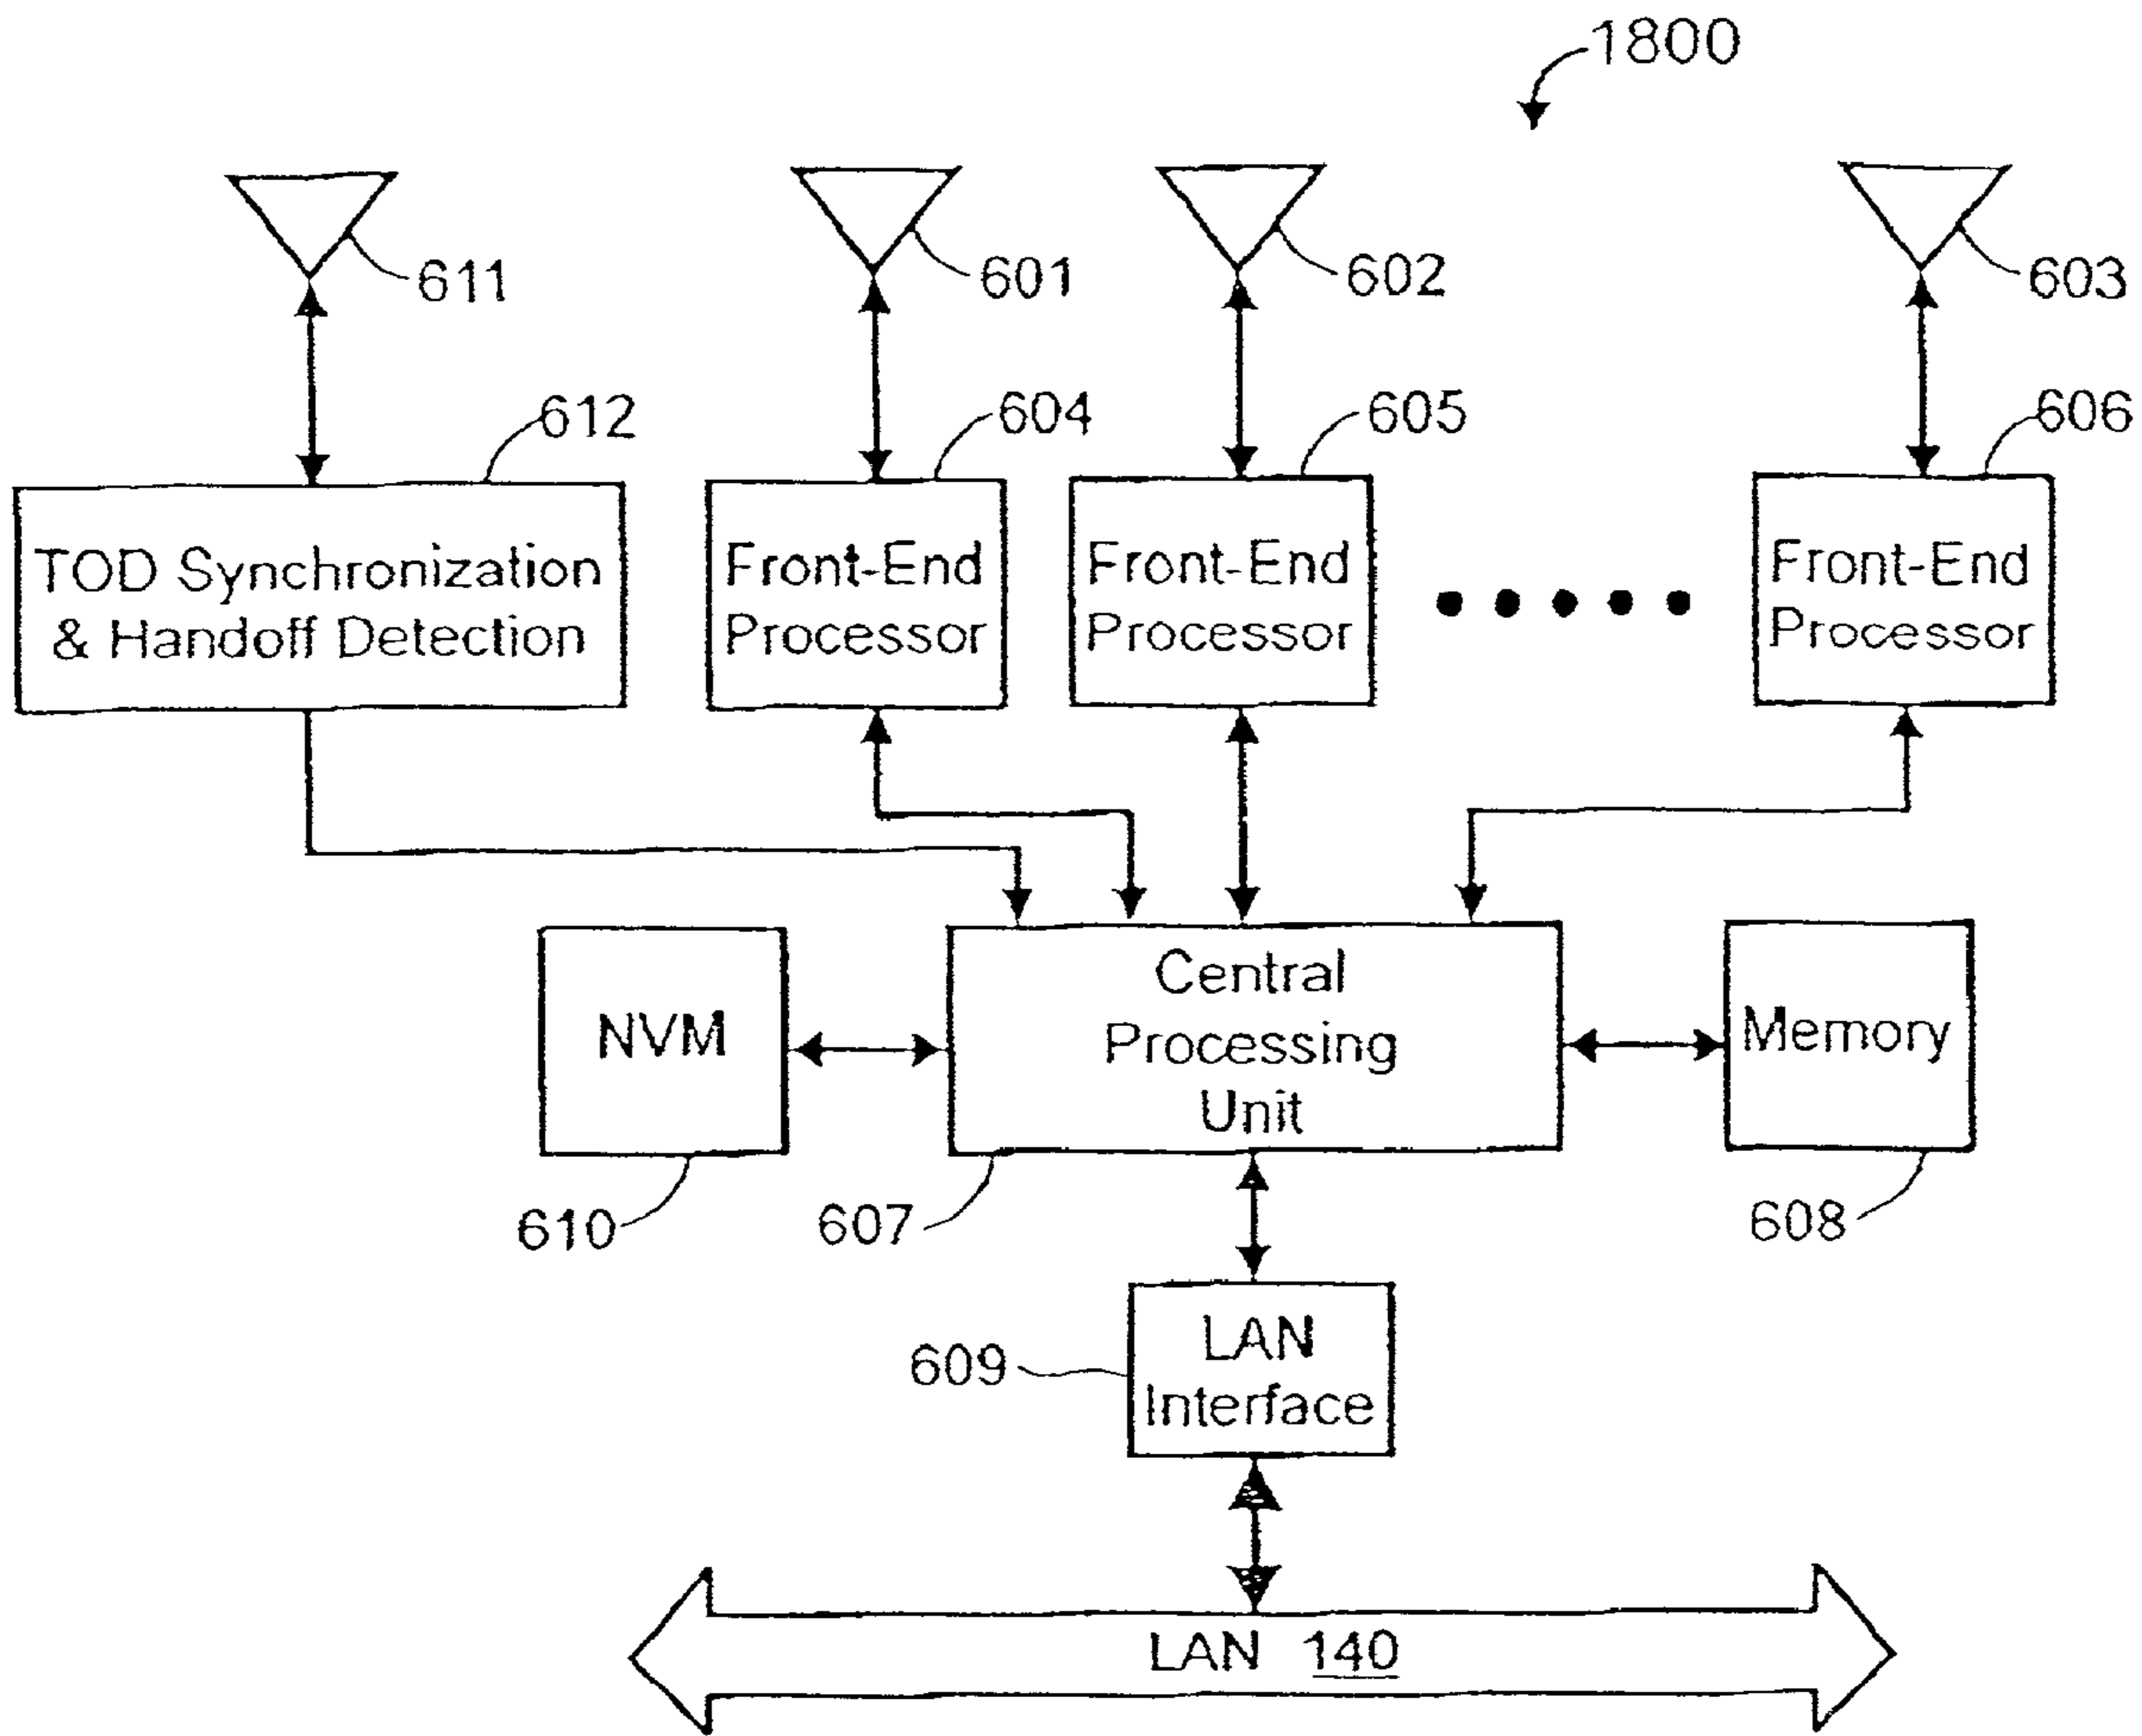 1800
611
601
602
603
612
604
605
606
TOD Synchronization
& Handoff Detection
Front-End
Processor
Front-End
Processor
Front-End
Processor
NVM
Central
Processing
Unit
Memory
610
607
608
LAN
Interface
609
LAN 140